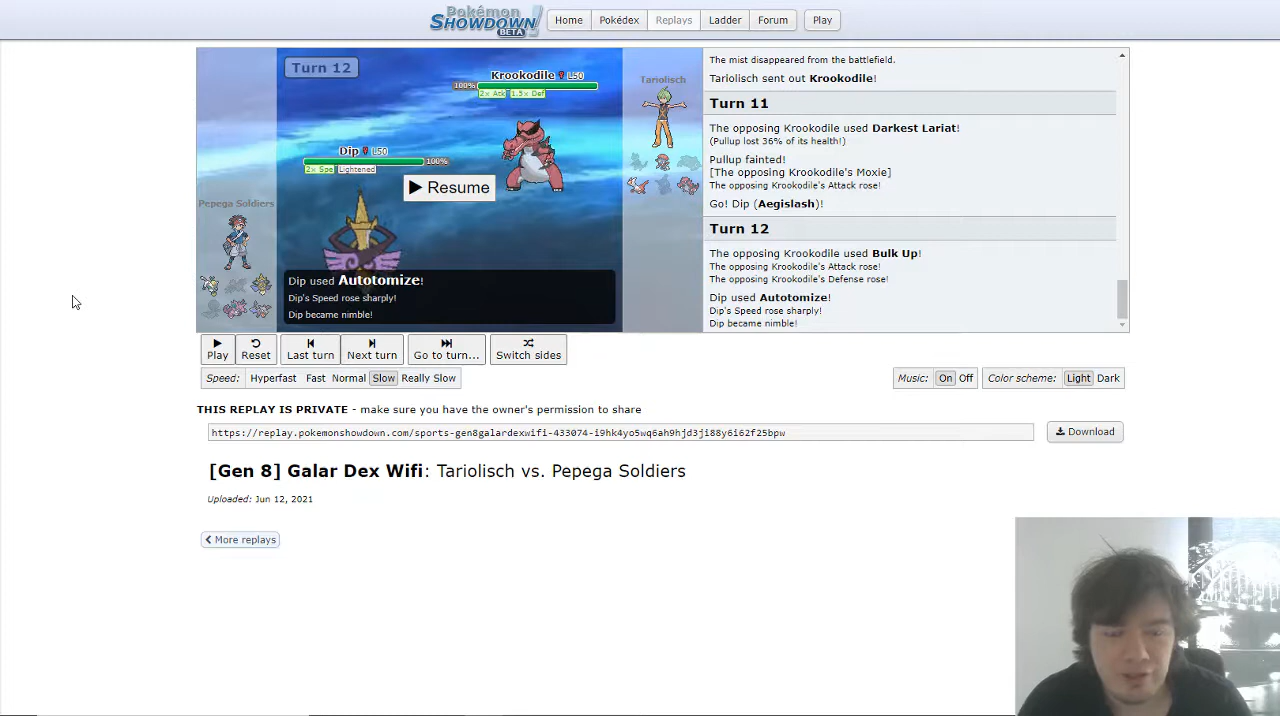 Pokémon
SHOWDOWN!
BETA
Home
Pokédex
Replays
Ladder
Forum
Play
Turn 12
Krookodile L50
100%
2× Atk 1.5× Def
Dip L50
100%
2× Spe Lightened
Resume
Pepega Soldiers
Tariolisch
Dip used Autotomize!
Dip's Speed rose sharply!
Dip became nimble!
The mist disappeared from the battlefield.
Tariolisch sent out Krookodile!
Turn 11
The opposing Krookodile used Darkest Lariat!
(Pullup lost 36% of its health!)
Pullup fainted!
[The opposing Krookodile's Moxie]
The opposing Krookodile's Attack rose!
Go! Dip (Aegislash)!
Turn 12
The opposing Krookodile used Bulk Up!
The opposing Krookodile's Attack rose!
The opposing Krookodile's Defense rose!
Dip used Autotomize!
Dip's Speed rose sharply!
Dip became nimble!
Play
Reset
Last turn
Next turn
Go to turn...
Switch sides
Speed: Hyperfast Fast Normal Slow Really Slow
Music: On Off
Color scheme: Light Dark
THIS REPLAY IS PRIVATE - make sure you have the owner's permission to share
https://replay.pokemonshowdown.com/sports-gen8galardexwifi-433074-i9hk4yo5wq6ah9hjd3ji88y6i62f25bpw
Download
[Gen 8] Galar Dex Wifi: Tariolisch vs. Pepega Soldiers
Uploaded: Jun 12, 2021
More replays